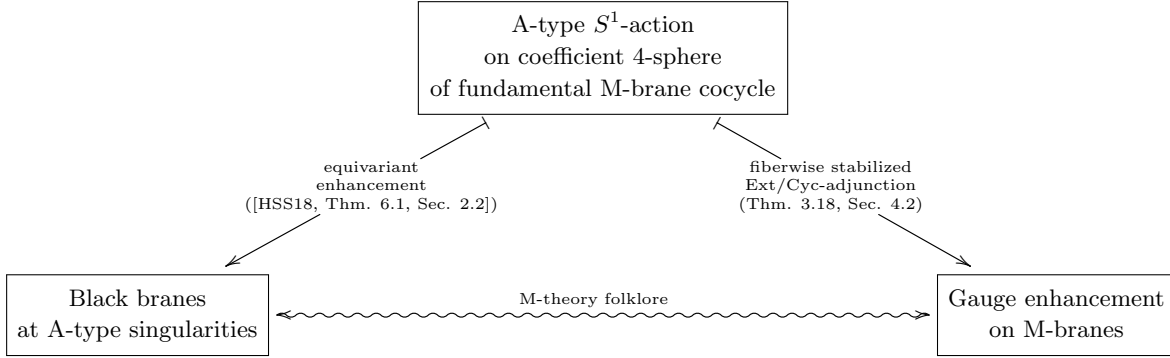 A-type S¹-action
on coefficient 4-sphere
of fundamental M-brane cocycle
equivariant
enhancement
([HSS18, Thm. 6.1, Sec. 2.2])
fiberwise stabilized
Ext/Cyc-adjunction
(Thm. 3.18, Sec. 4.2)
Black branes
at A-type singularities
M-theory folklore
Gauge enhancement
on M-branes